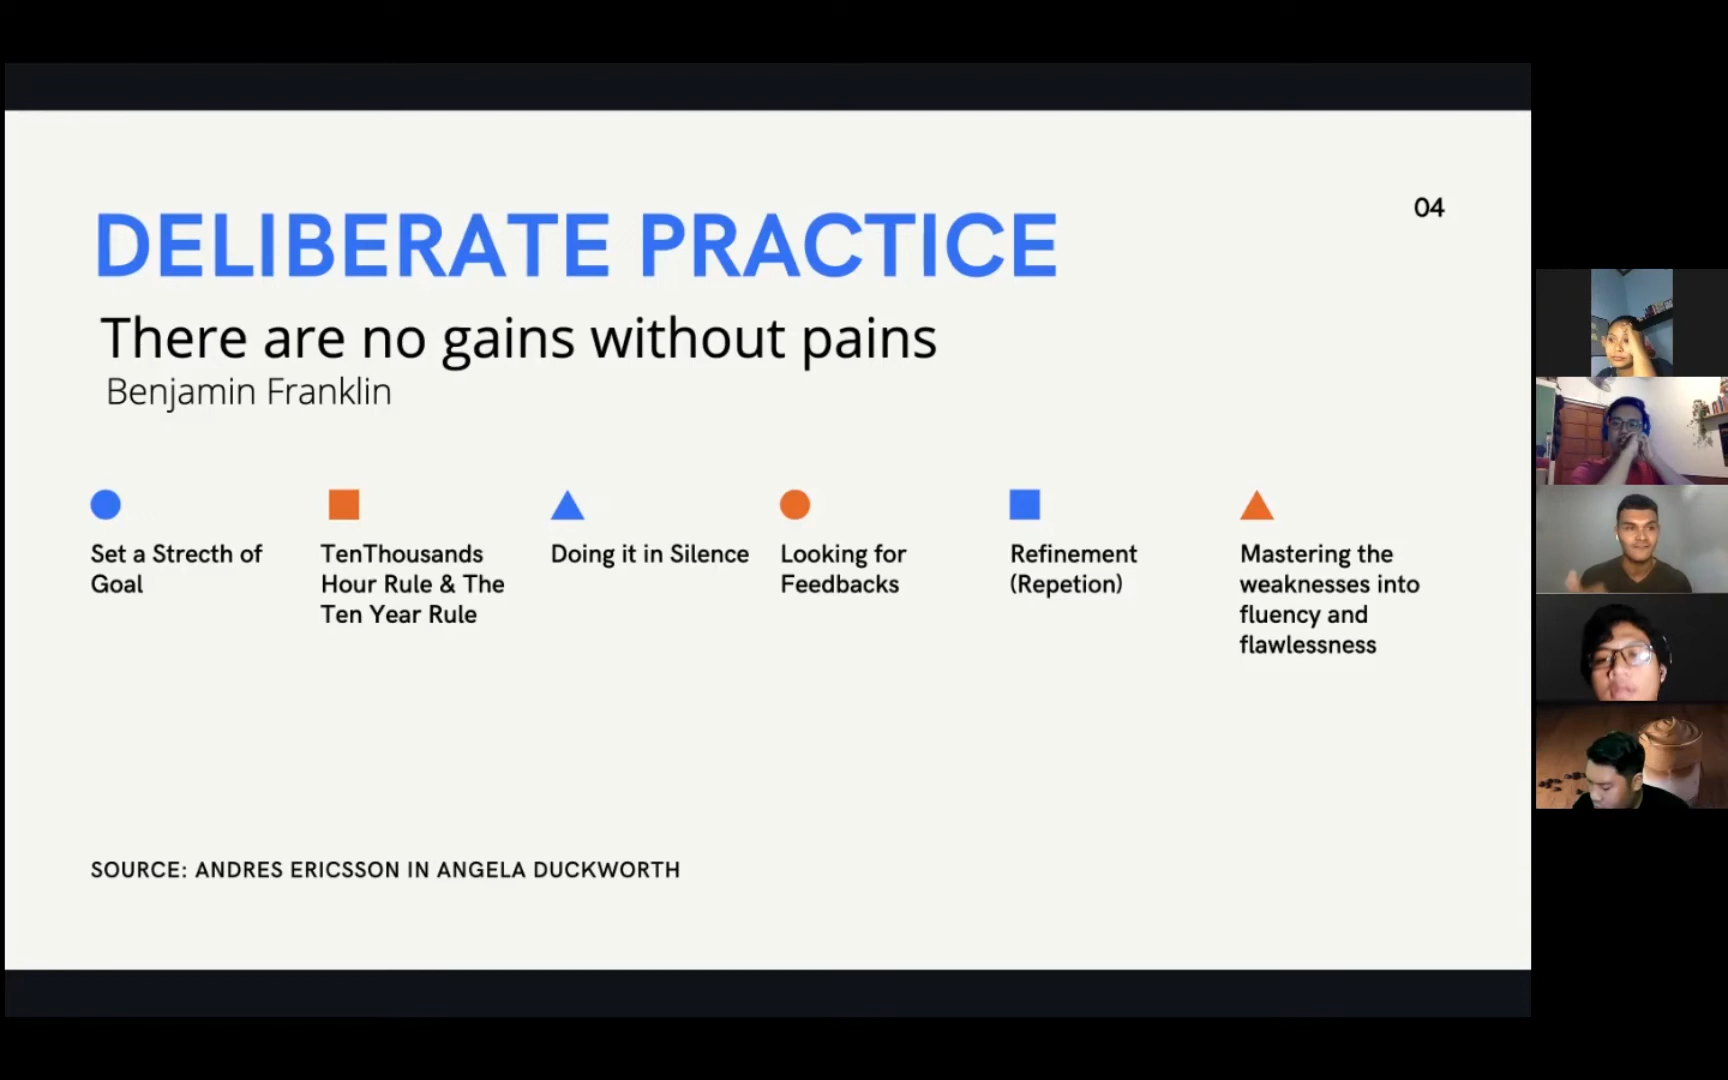 04
DELIBERATE PRACTICE
There are no gains without pains
Benjamin Franklin
Set a Strecth of
Goal
TenThousands
Hour Rule & The
Ten Year Rule
Doing it in Silence
Looking for
Feedbacks
Refinement
(Repetion)
Mastering the
weaknesses into
fluency and
flawlessness
SOURCE: ANDRES ERICSSON IN ANGELA DUCKWORTH